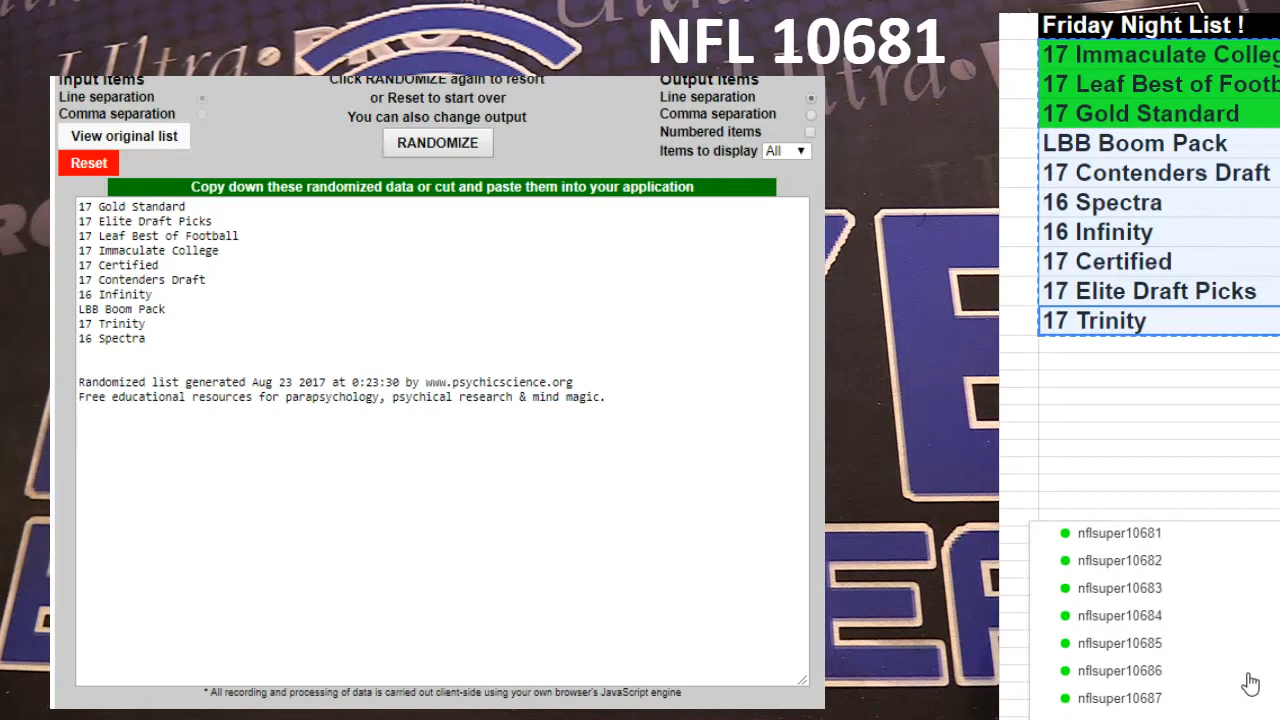 NFL 10681
Ultra PRO
Ultra
Input Items
Line separation
Comma separation
View original list
Reset
Click RANDOMIZE again to resort
or Reset to start over
You can also change output
RANDOMIZE
Output Items
Line separation
Comma separation
Numbered items
Items to display All
Copy down these randomized data or cut and paste them into your application
17 Gold Standard
17 Elite Draft Picks
17 Leaf Best of Football
17 Immaculate College
17 Certified
17 Contenders Draft
16 Infinity
LBB Boom Pack
17 Trinity
16 Spectra
Randomized list generated Aug 23 2017 at 0:23:30 by www.psychicscience.org
Free educational resources for parapsychology, psychical research & mind magic.
* All recording and processing of data is carried out client-side using your own browser's JavaScript engine
Friday Night List !
17 Immaculate Colleg
17 Leaf Best of Footb
17 Gold Standard
LBB Boom Pack
17 Contenders Draft
16 Spectra
16 Infinity
17 Certified
17 Elite Draft Picks
17 Trinity
nflsuper10681
nflsuper10682
nflsuper10683
nflsuper10684
nflsuper10685
nflsuper10686
nflsuper10687